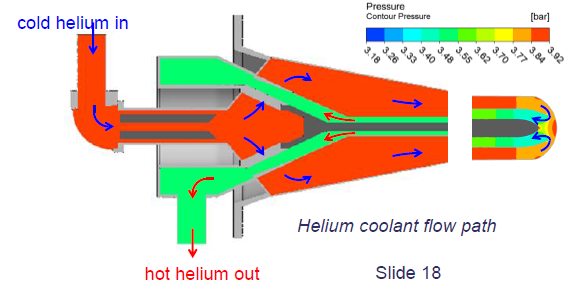 Pressure
Contour Pressure
[bar]
cold helium in
3.18 3.26 3.33 3.40 3.48 3.55 3.62 3.70 3.77 3.84 3.92
Helium coolant flow path
hot helium out
Slide 18